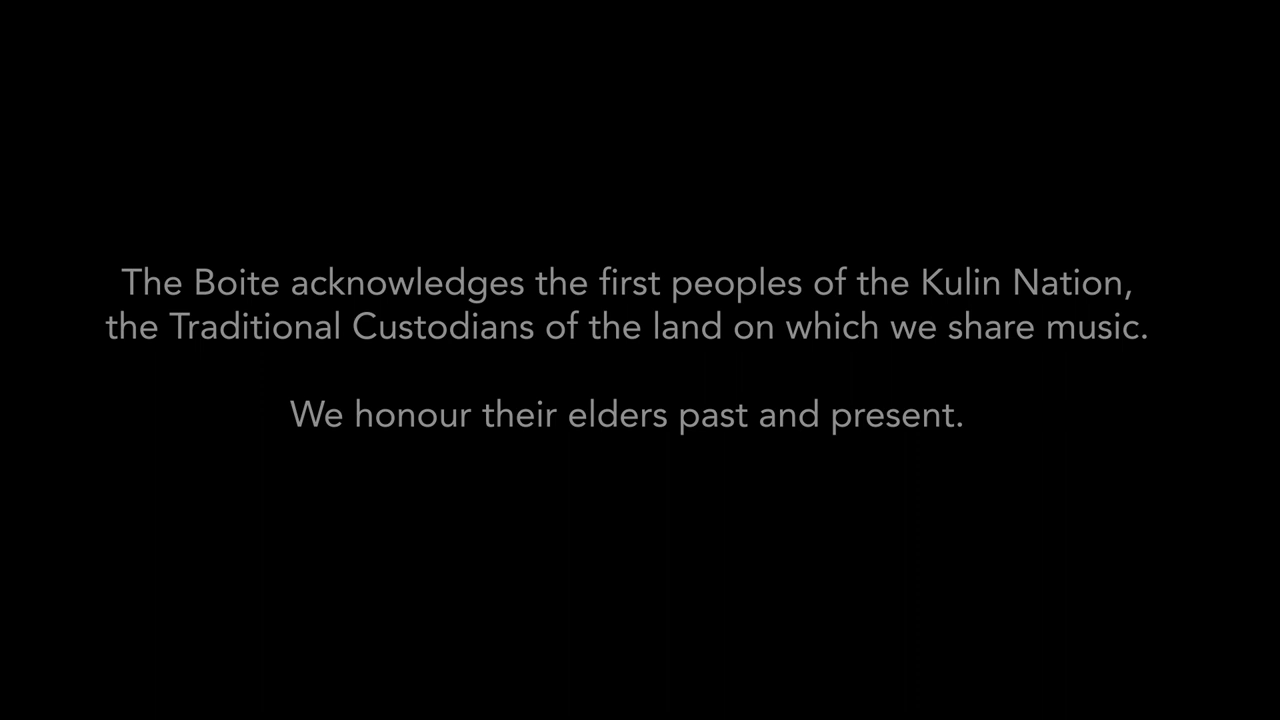 The Boite acknowledges the first peoples of the Kulin Nation,
the Traditional Custodians of the land on which we share music.
We honour their elders past and present.